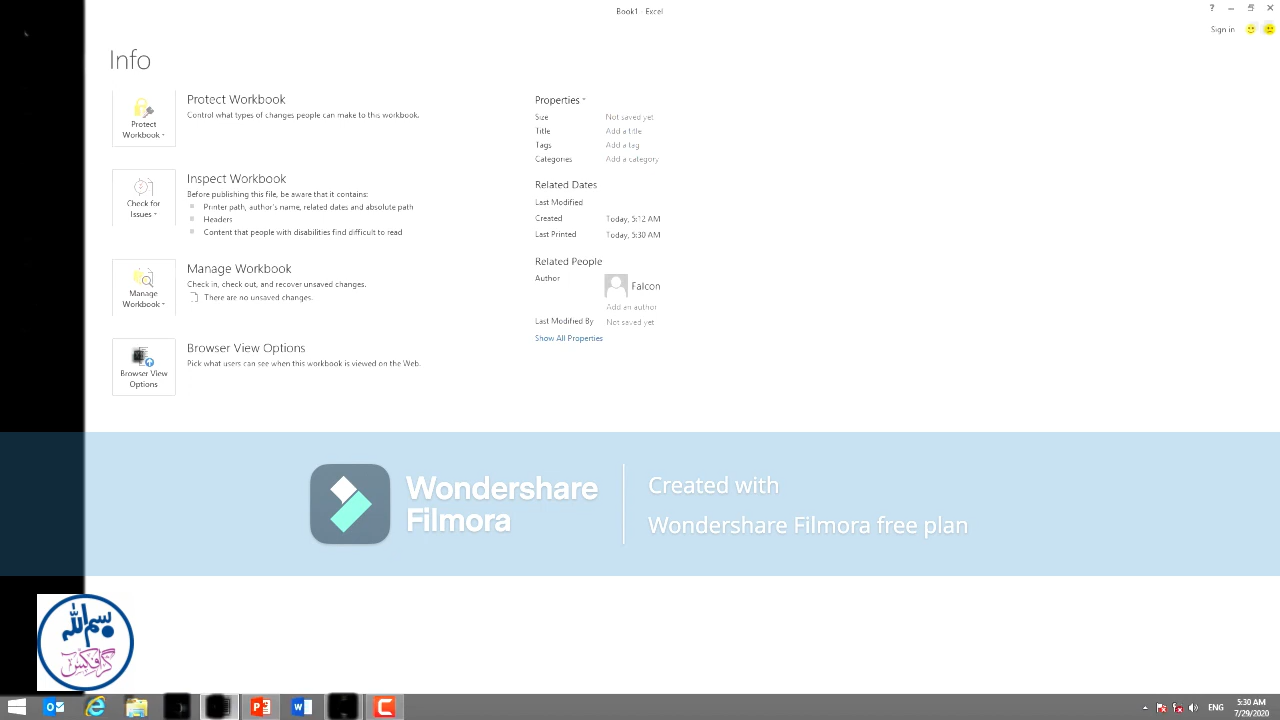 Book1 - Excel
?
Sign in
Info
Protect Workbook
Protect Workbook
Control what types of changes people can make to this workbook.
Check for Issues
Inspect Workbook
Before publishing this file, be aware that it contains:
Printer path, author's name, related dates and absolute path
Headers
Content that people with disabilities find difficult to read
Manage Workbook
Manage Workbook
Check in, check out, and recover unsaved changes.
There are no unsaved changes.
Browser View Options
Browser View Options
Pick what users can see when this workbook is viewed on the Web.
Properties
Size Not saved yet
Title Add a title
Tags Add a tag
Categories Add a category
Related Dates
Last Modified
Created Today, 5:12 AM
Last Printed Today, 5:30 AM
Related People
Author Falcon
Add an author
Last Modified By Not saved yet
Show All Properties
Wondershare
Filmora
Created with
Wondershare Filmora free plan
بسم اللہ
گرافکس
ENG
5:30 AM
7/29/2020